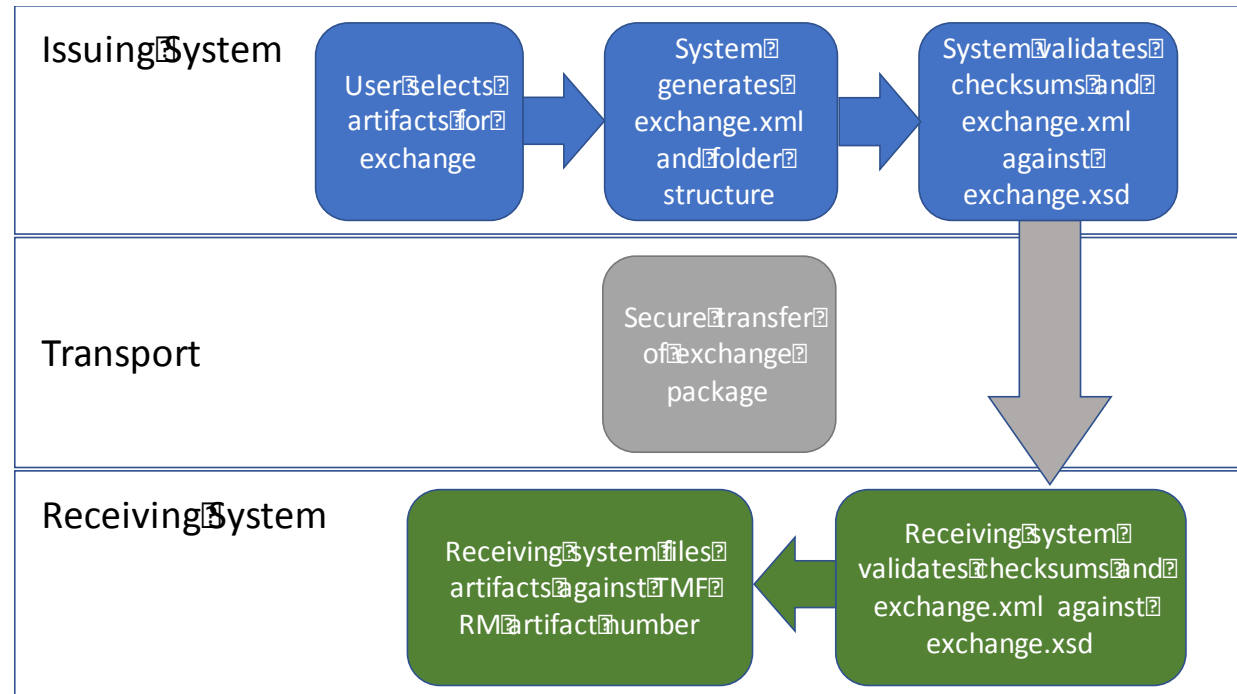 Issuing System
User selects
artifacts for
exchange
System
generates
exchange.xml
and folder
structure
System validates
checksums and
exchange.xml
against
exchange.xsd
Transport
Secure transfer
of exchange
package
Receiving System
Receiving system files
artifacts against TMF
RM artifact number
Receiving system
validates checksums and
exchange.xml against
exchange.xsd